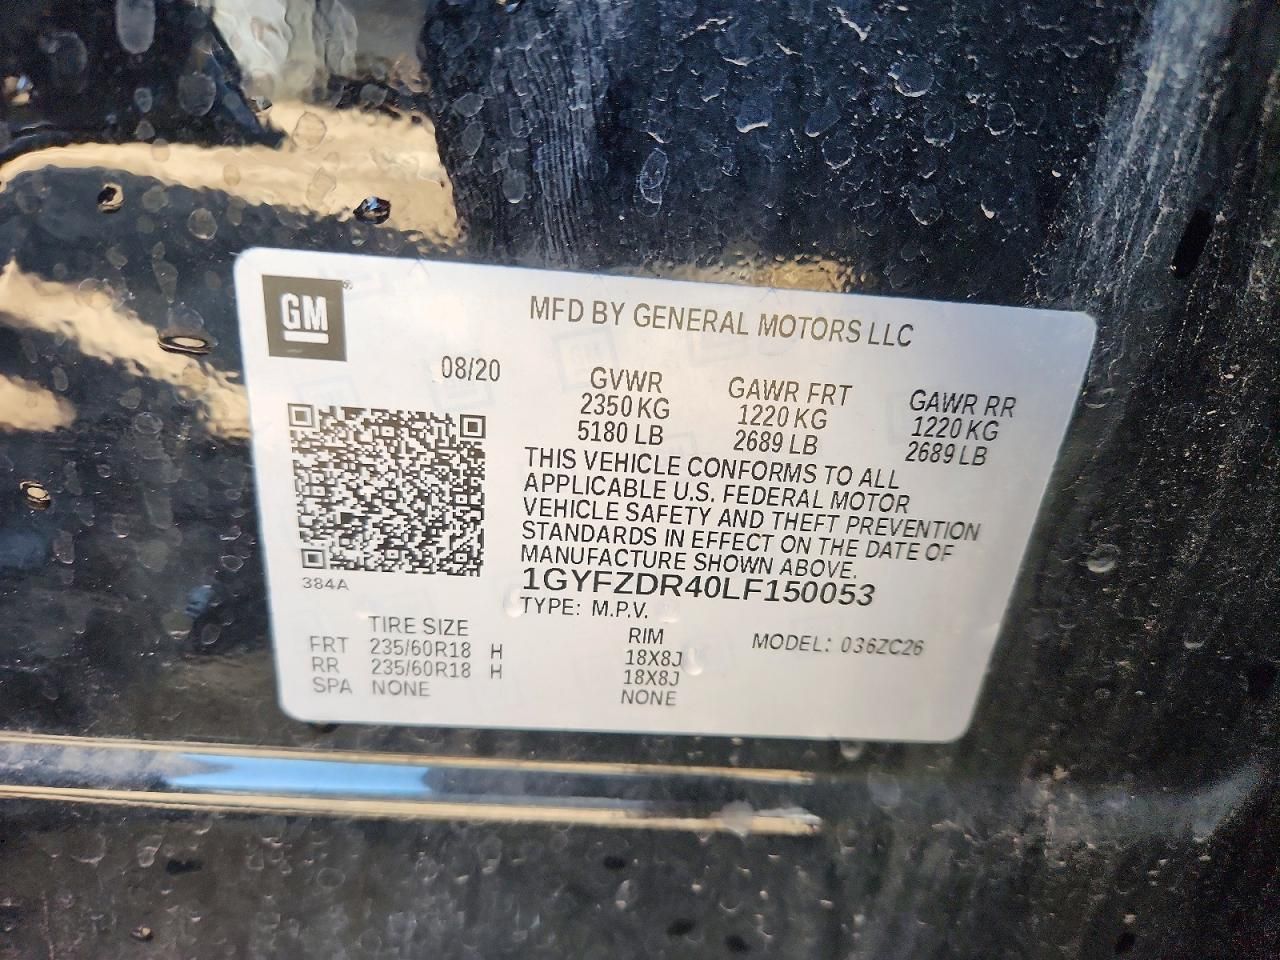 GM
MFD BY GENERAL MOTORS LLC
08/20
GVWR GAWR FRT GAWR RR
2350 KG 1220 KG 1220 KG
5180 LB 2689 LB 2689 LB
THIS VEHICLE CONFORMS TO ALL
APPLICABLE U.S. FEDERAL MOTOR
VEHICLE SAFETY AND THEFT PREVENTION
STANDARDS IN EFFECT ON THE DATE OF
MANUFACTURE SHOWN ABOVE.
1GYFZDR40LF150053
TYPE: M.P.V.
384A
TIRE SIZE RIM MODEL: 036ZC26
FRT 235/60R18 H 18X8J
RR 235/60R18 H 18X8J
SPA NONE NONE